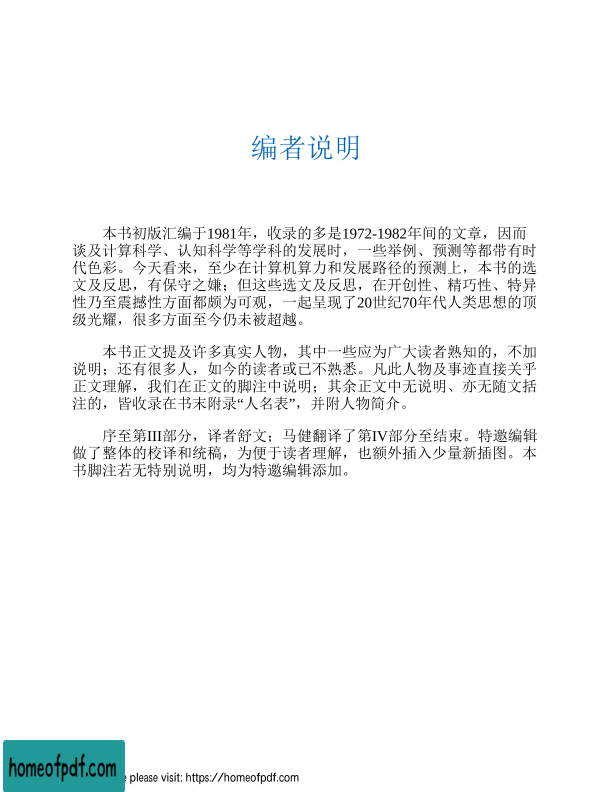 编者说明
本书初版汇编于1981年，收录的多是1972-1982年间的文章，因而
谈及计算科学、认知科学等学科的发展时，一些举例、预测等都带有时
代色彩。今天看来，至少在计算机算力和发展路径的预测上，本书的选
文及反思，有保守之嫌；但这些选文及反思，在开创性、精巧性、特异
性乃至震撼性方面都颇为可观，一起呈现了20世纪70年代人类思想的顶
级光耀，很多方面至今仍未被超越。
本书正文提及许多真实人物，其中一些应为广大读者熟知的，不加
说明；还有很多人，如今的读者或已不熟悉。凡此人物及事迹直接关乎
正文理解，我们在正文的脚注中说明；其余正文中无说明、亦无随文括
注的，皆收录在书末附录“人名表”，并附人物简介。
序至第III部分，译者舒文；马健翻译了第IV部分至结束。特邀编辑
做了整体的校译和统稿，为便于读者理解，也额外插入少量新插图。本
书脚注若无特别说明，均为特邀编辑添加。
homeofpdf.com
e please visit: https://homeofpdf.com